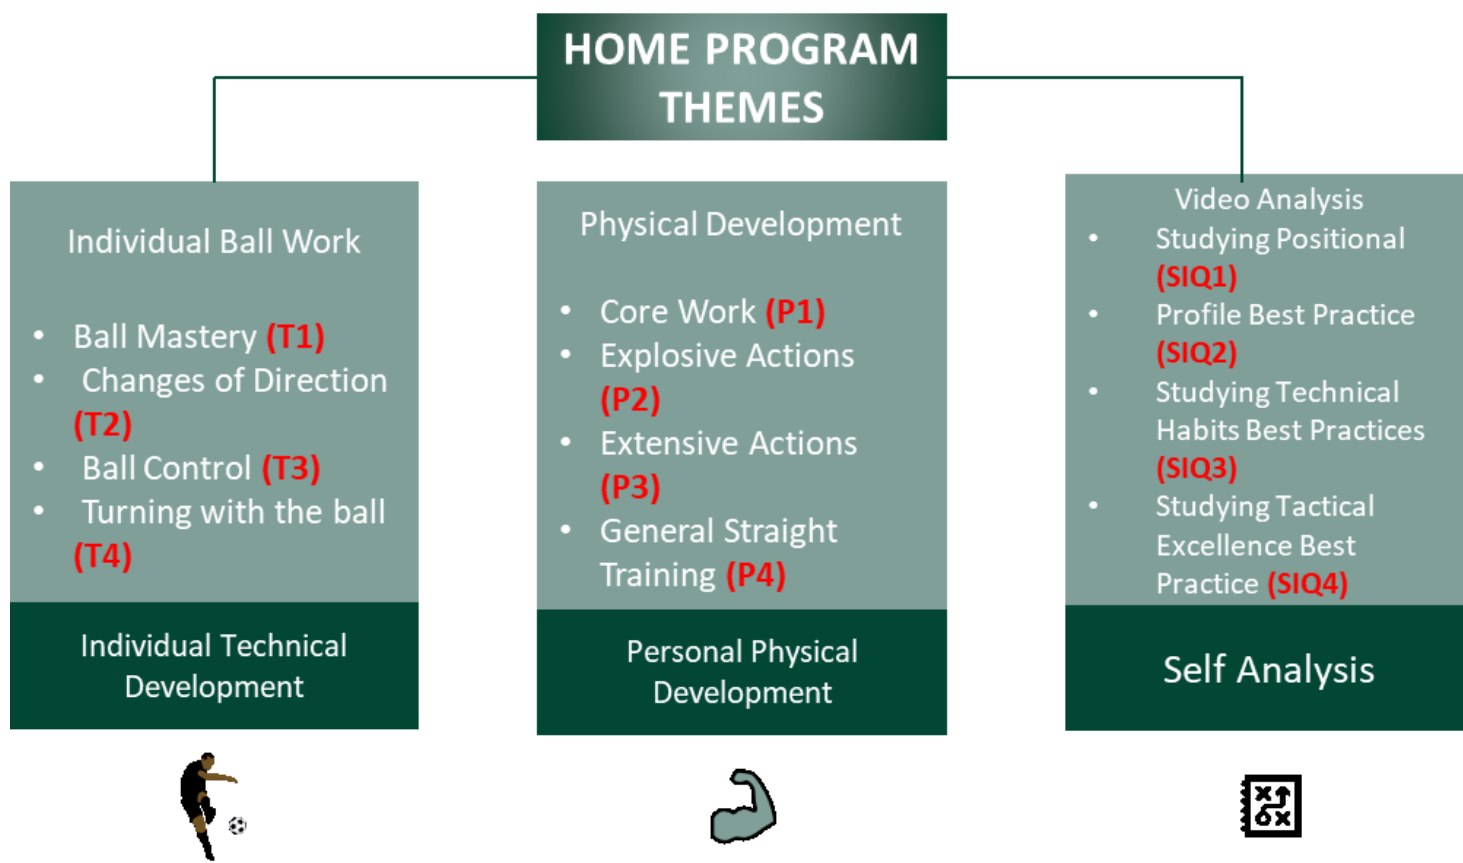 HOME PROGRAM
THEMES
Individual Ball Work
• Ball Mastery (T1)
• Changes of Direction
(T2)
• Ball Control (T3)
• Turning with the ball
(T4)
Individual Technical
Development
Physical Development
• Core Work (P1)
• Explosive Actions
(P2)
• Extensive Actions
(P3)
• General Straight
Training (P4)
Personal Physical
Development
Video Analysis
• Studying Positional
(SIQ1)
• Profile Best Practice
(SIQ2)
• Studying Technical
Habits Best Practices
(SIQ3)
• Studying Tactical
Excellence Best
Practice (SIQ4)
Self Analysis